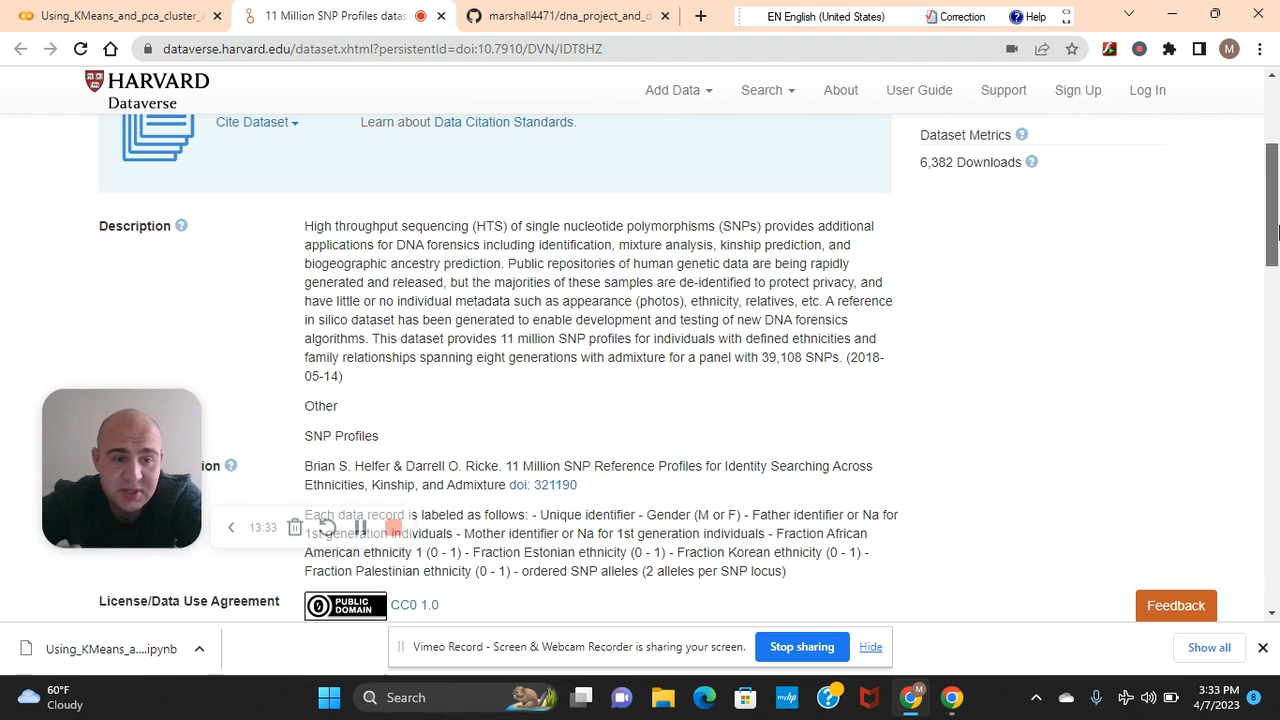 Using_KMeans_and_pca_cluster_a
11 Million SNP Profiles datas
marshall4471/dna_project_and_d
EN English (United States)
Correction
Help
dataverse.harvard.edu/dataset.xhtml?persistentId=doi:10.7910/DVN/IDT8HZ
M
HARVARD
Dataverse
Add Data
Search
About
User Guide
Support
Sign Up
Log In
Cite Dataset
Learn about Data Citation Standards.
Dataset Metrics
6,382 Downloads
Description
High throughput sequencing (HTS) of single nucleotide polymorphisms (SNPs) provides additional
applications for DNA forensics including identification, mixture analysis, kinship prediction, and
biogeographic ancestry prediction. Public repositories of human genetic data are being rapidly
generated and released, but the majorities of these samples are de-identified to protect privacy, and
have little or no individual metadata such as appearance (photos), ethnicity, relatives, etc. A reference
in silico dataset has been generated to enable development and testing of new DNA forensics
algorithms. This dataset provides 11 million SNP profiles for individuals with defined ethnicities and
family relationships spanning eight generations with admixture for a panel with 39,108 SNPs. (2018-
05-14)
Other
SNP Profiles
ion
Brian S. Helfer & Darrell O. Ricke. 11 Million SNP Reference Profiles for Identity Searching Across
Ethnicities, Kinship, and Admixture doi: 321190
Each data record is labeled as follows: - Unique identifier - Gender (M or F) - Father identifier or Na for
1st generation individuals - Mother identifier or Na for 1st generation individuals - Fraction African
American ethnicity 1 (0 - 1) - Fraction Estonian ethnicity (0 - 1) - Fraction Korean ethnicity (0 - 1) -
Fraction Palestinian ethnicity (0 - 1) - ordered SNP alleles (2 alleles per SNP locus)
13:33
License/Data Use Agreement
PUBLIC
DOMAIN
CC0 1.0
Feedback
Using_KMeans_a....ipynb
Vimeo Record - Screen & Webcam Recorder is sharing your screen.
Stop sharing
Hide
Show all
60°F
Cloudy
Search
hp
M
3:33 PM
4/7/2023
8